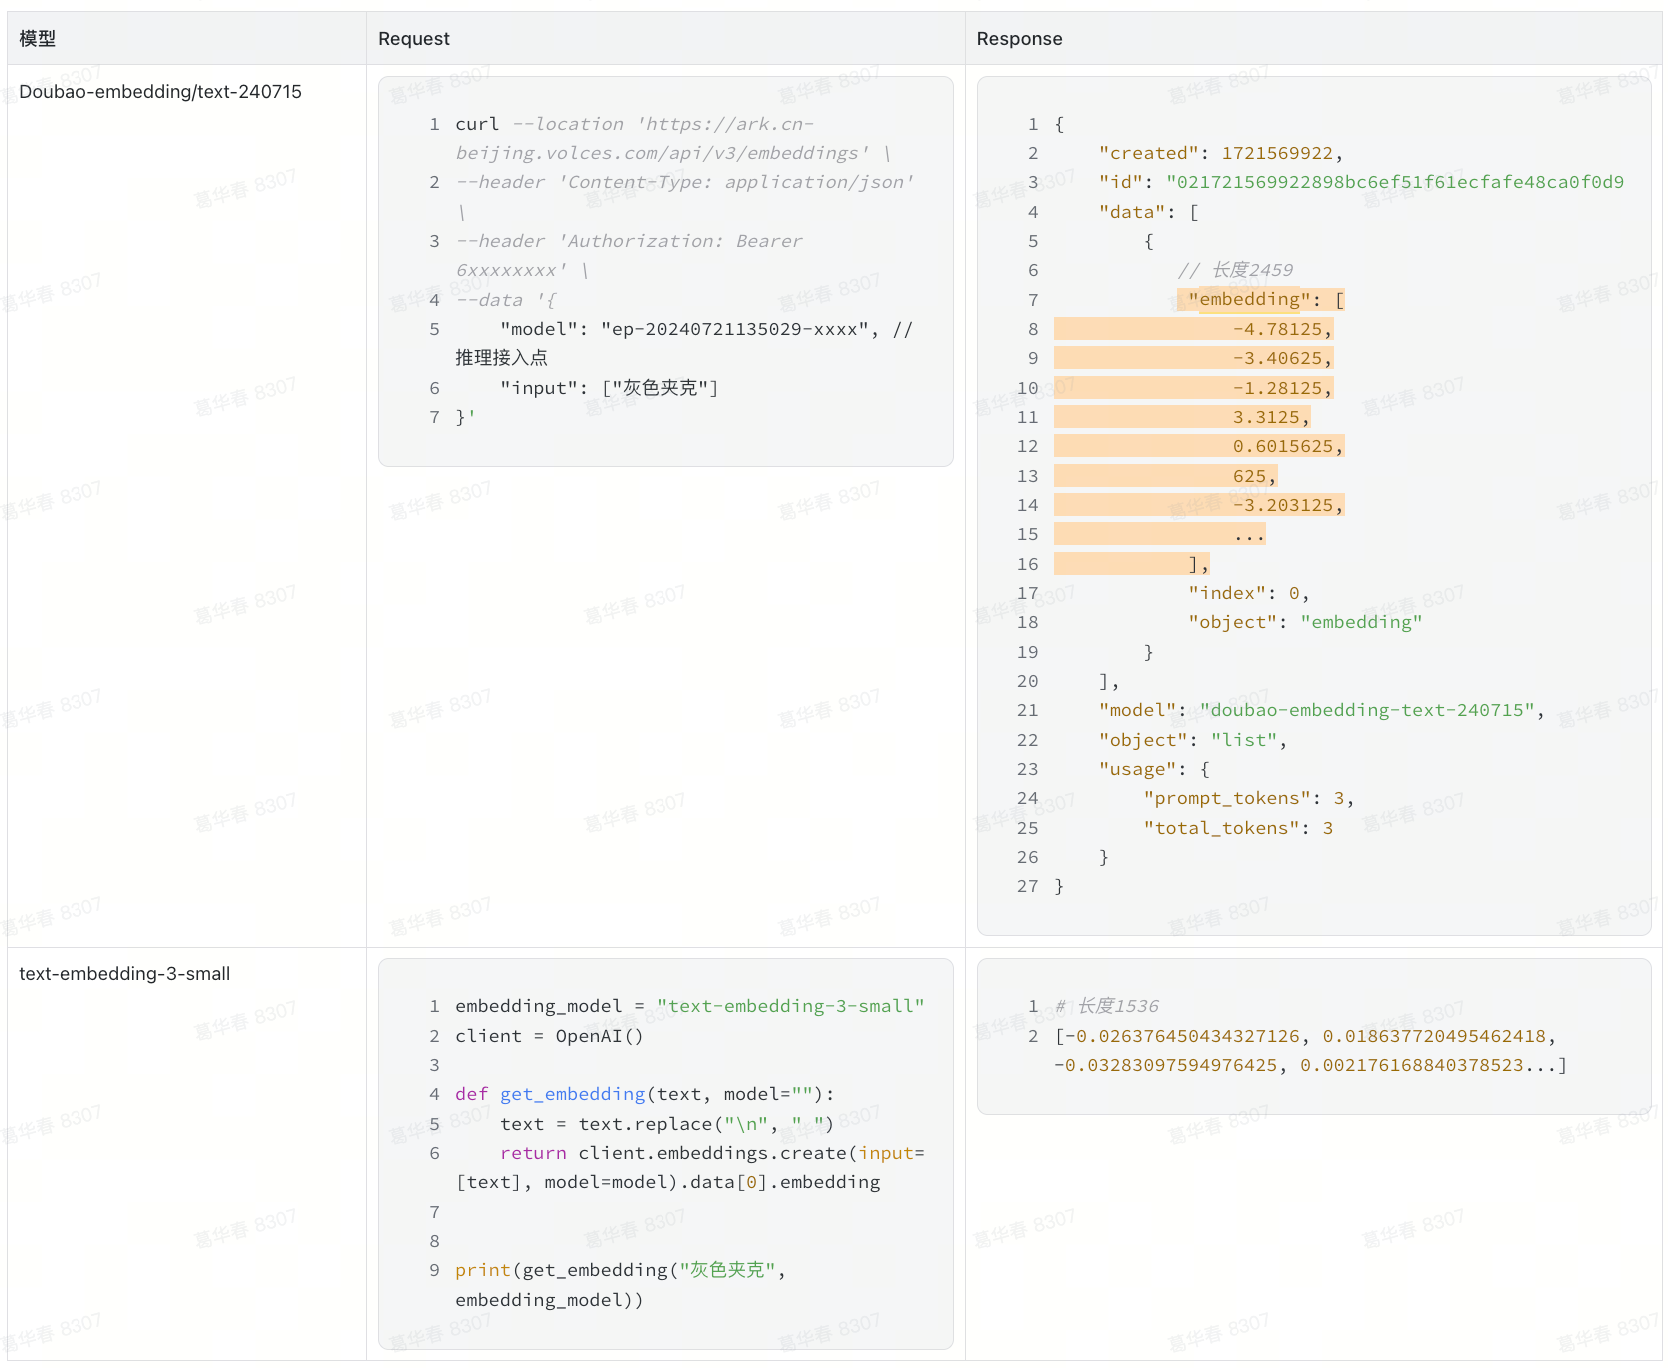 模型
Request
Response
Doubao-embedding/text-240715
1 curl --location 'https://ark.cn-
beijing.volces.com/api/v3/embeddings' \
2 --header 'Content-Type: application/json'
\
3 --header 'Authorization: Bearer
6xxxxxxxx' \
4 --data '{
5     "model": "ep-20240721135029-xxxx", //
推理接入点
6     "input": ["灰色夹克"]
7 }'
1 {
2     "created": 1721569922,
3     "id": "021721569922898bc6ef51f61ecfafe48ca0f0d9
4     "data": [
5         {
6            // 长度2459
7             "embedding": [
8                 -4.78125,
9                 -3.40625,
10                 -1.28125,
11                 3.3125,
12                 0.6015625,
13                 625,
14                 -3.203125,
15                 ...
16             ],
17             "index": 0,
18             "object": "embedding"
19         }
20     ],
21     "model": "doubao-embedding-text-240715",
22     "object": "list",
23     "usage": {
24         "prompt_tokens": 3,
25         "total_tokens": 3
26     }
27 }
text-embedding-3-small
1 embedding_model = "text-embedding-3-small"
2 client = OpenAI()
3
4 def get_embedding(text, model=""):
5     text = text.replace("\n", " ")
6     return client.embeddings.create(input=
[text], model=model).data[0].embedding
7
8
9 print(get_embedding("灰色夹克",
embedding_model))
1 # 长度1536
2 [-0.026376450434327126, 0.018637720495462418,
-0.03283097594976425, 0.002176168840378523...]
葛华春 8307